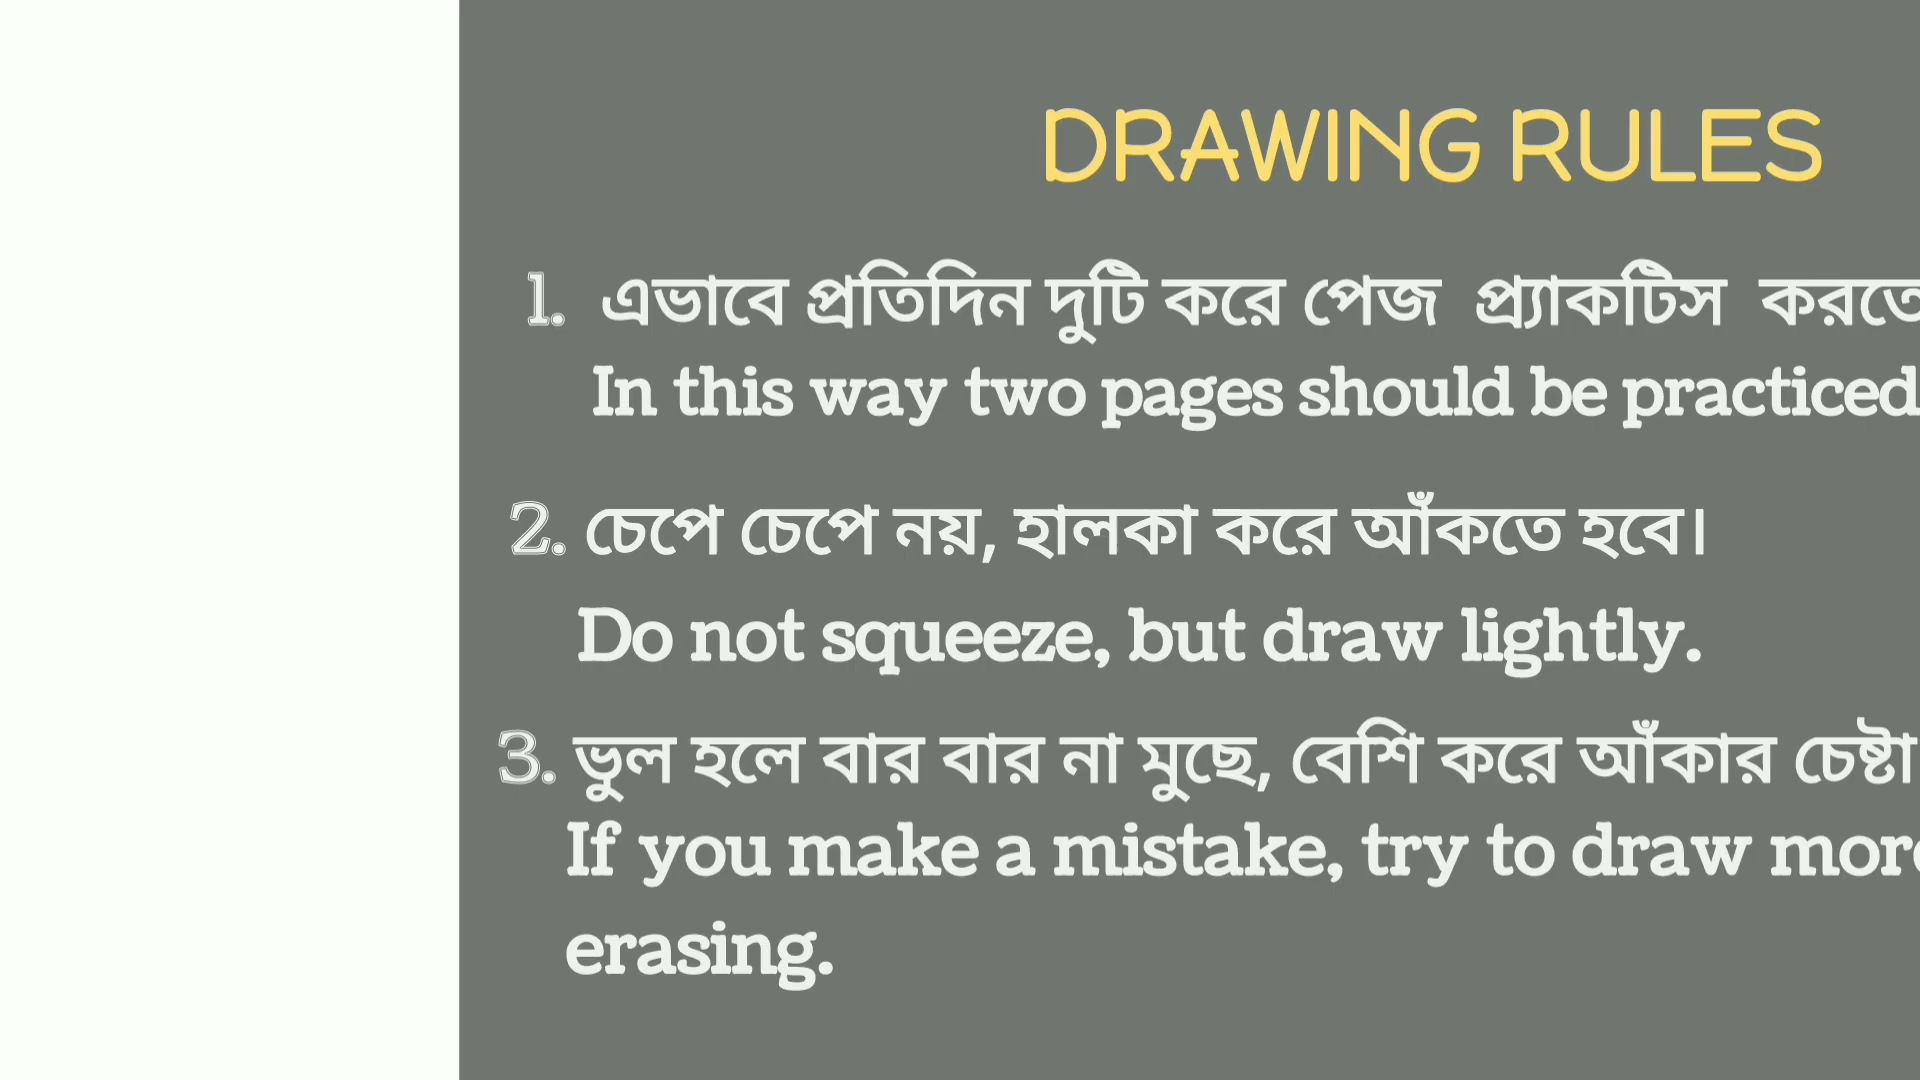 DRAWING RULES
1. এভাবে প্রতিদিন দুটি করে পেজ প্র্যাকটিস করতে
In this way two pages should be practiced
2. চেপে চেপে নয়, হালকা করে আঁকতে হবে।
Do not squeeze, but draw lightly.
3. ভুল হলে বার বার না মুছে, বেশি করে আঁকার চেষ্টা
If you make a mistake, try to draw more
erasing.